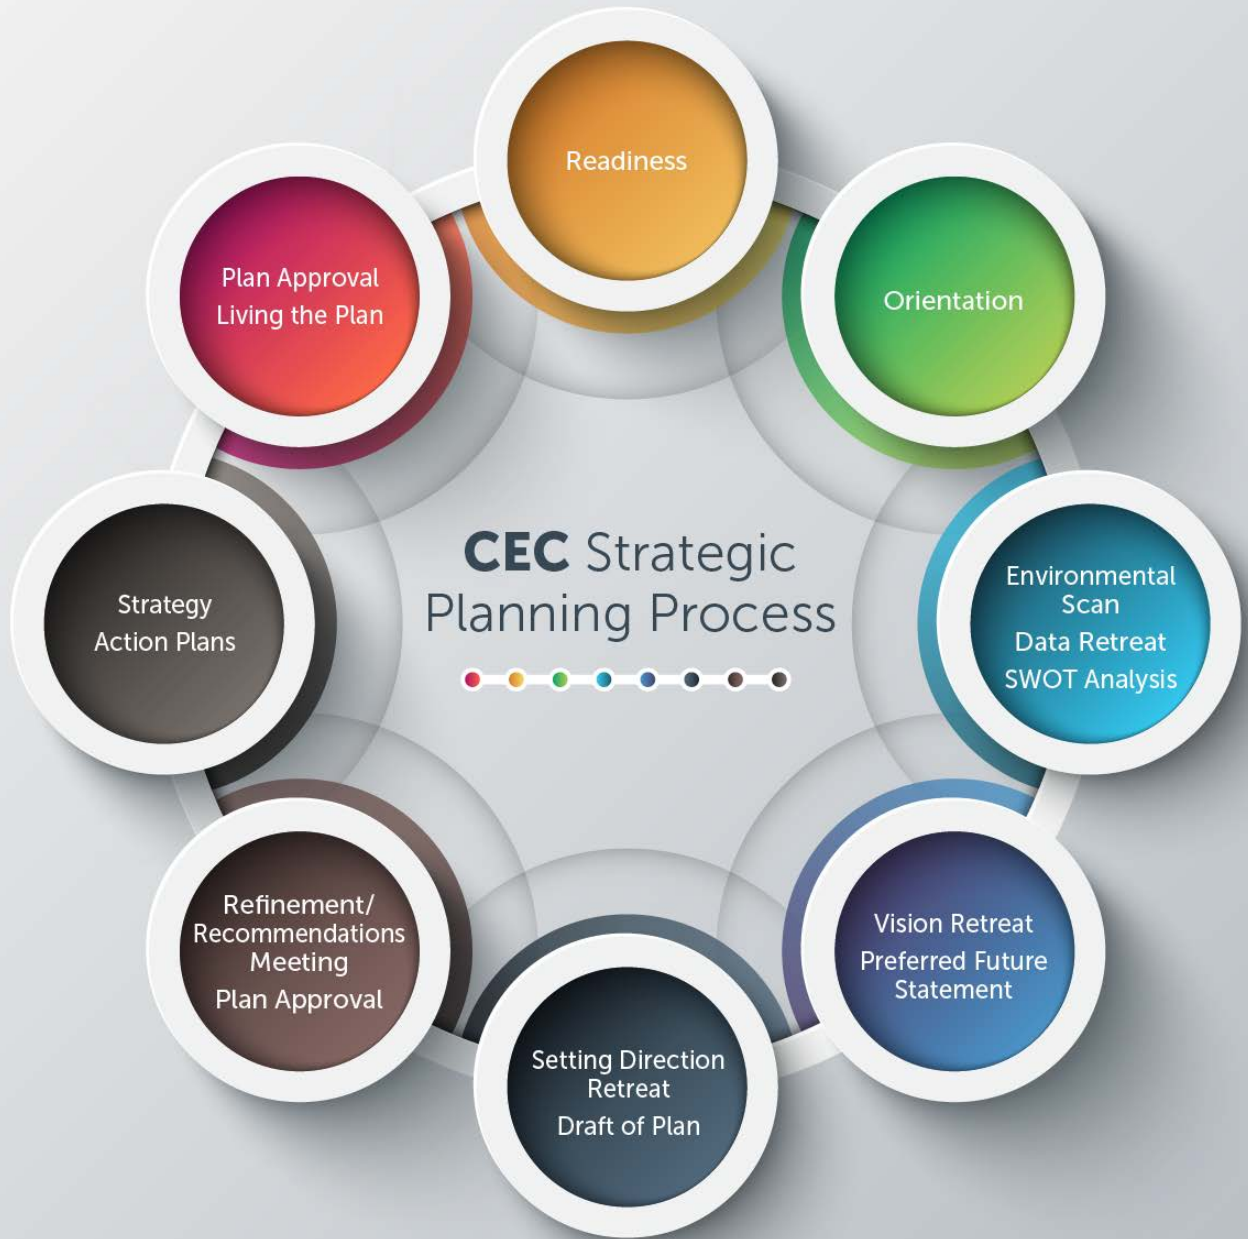 Readiness
Orientation
Environmental
Scan
Data Retreat
SWOT Analysis
Vision Retreat
Preferred Future
Statement
Setting Direction
Retreat
Draft of Plan
Refinement/
Recommendations
Meeting
Plan Approval
Strategy
Action Plans
Plan Approval
Living the Plan
CEC Strategic
Planning Process